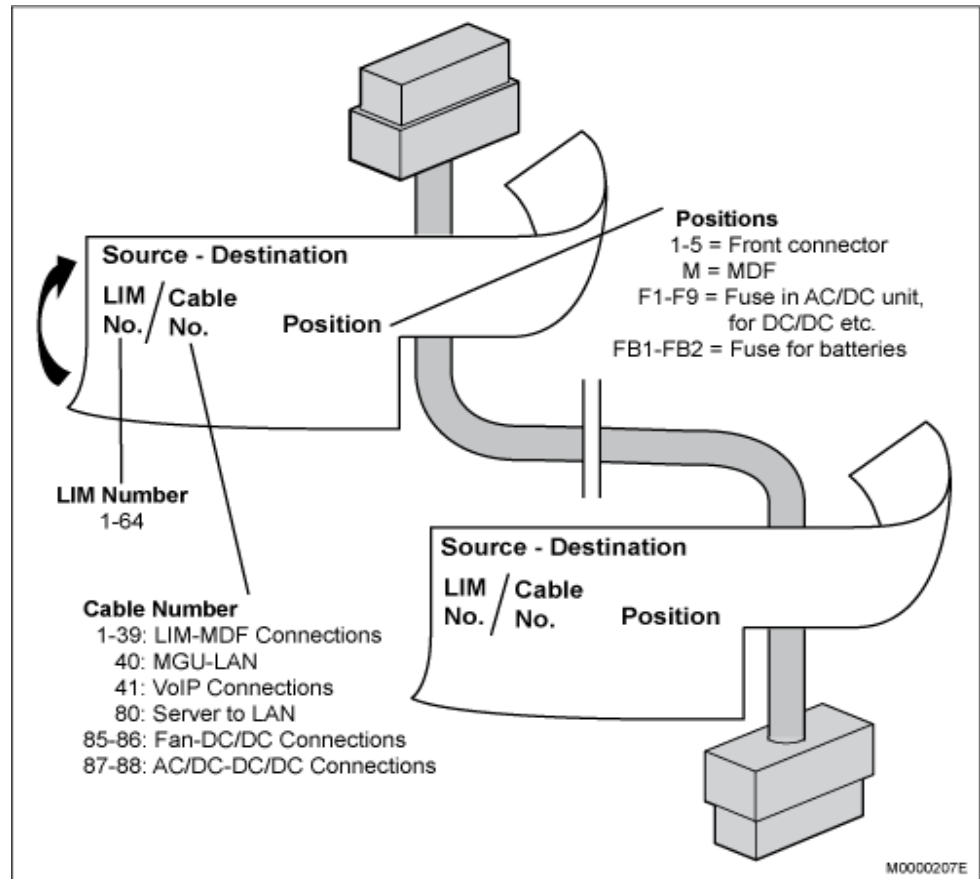 Source - Destination
LIM / Cable
No. No.
Position
Positions
1-5 = Front connector
M = MDF
F1-F9 = Fuse in AC/DC unit,
for DC/DC etc.
FB1-FB2 = Fuse for batteries
LIM Number
1-64
Cable Number
1-39: LIM-MDF Connections
40: MGU-LAN
41: VoIP Connections
80: Server to LAN
85-86: Fan-DC/DC Connections
87-88: AC/DC-DC/DC Connections
Source - Destination
LIM / Cable
No. No.
Position
M0000207E